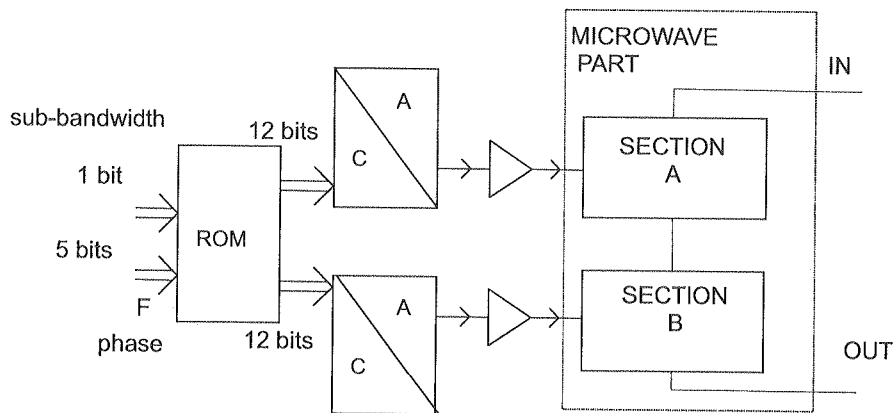 MICROWAVE
PART
IN
sub-bandwidth
12 bits
A
C
1 bit
SECTION
A
ROM
5 bits
SECTION
B
A
F
12 bits
phase
C
OUT